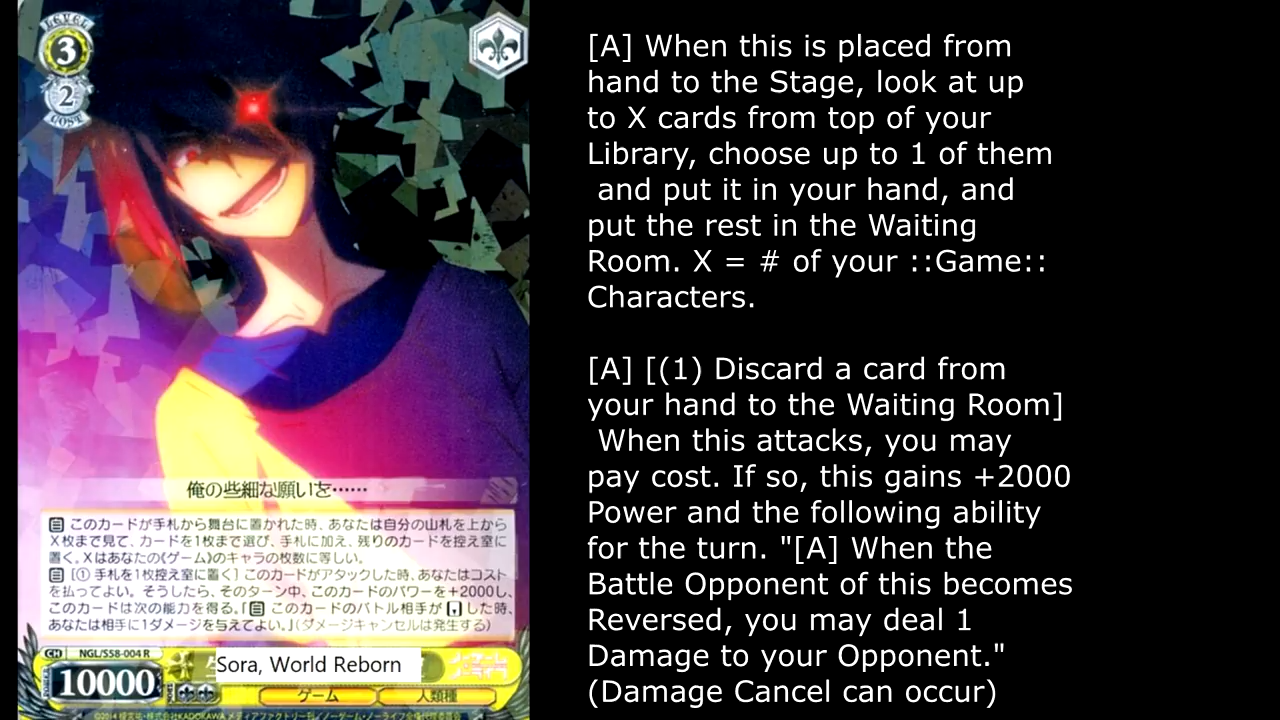 LEVEL
3
2
COST
俺の些細な願いを……
このカードが手札から舞台に置かれた時、あなたは自分の山札を上から
X枚まで見て、カードを1枚まで選び、手札に加え、残りのカードを控え室に
置く。Xはあなたの《ゲーム》のキャラの枚数に等しい。
[① 手札を1枚控え室に置く] このカードがアタックした時、あなたはコスト
を払ってよい。そうしたら、そのターン中、このカードのパワーを+2000し、
このカードは次の能力を得る。『このカードのバトル相手が した時、
あなたは相手に1ダメージを与えてよい。』(ダメージキャンセルは発生する)
CH NGL/S58-004 R
Sora, World Reborn
POWER 10000
ゲーム 人類種
[A] When this is placed from
hand to the Stage, look at up
to X cards from top of your
Library, choose up to 1 of them
and put it in your hand, and
put the rest in the Waiting
Room. X = # of your ::Game::
Characters.
[A] [(1) Discard a card from
your hand to the Waiting Room]
When this attacks, you may
pay cost. If so, this gains +2000
Power and the following ability
for the turn. "[A] When the
Battle Opponent of this becomes
Reversed, you may deal 1
Damage to your Opponent."
(Damage Cancel can occur)